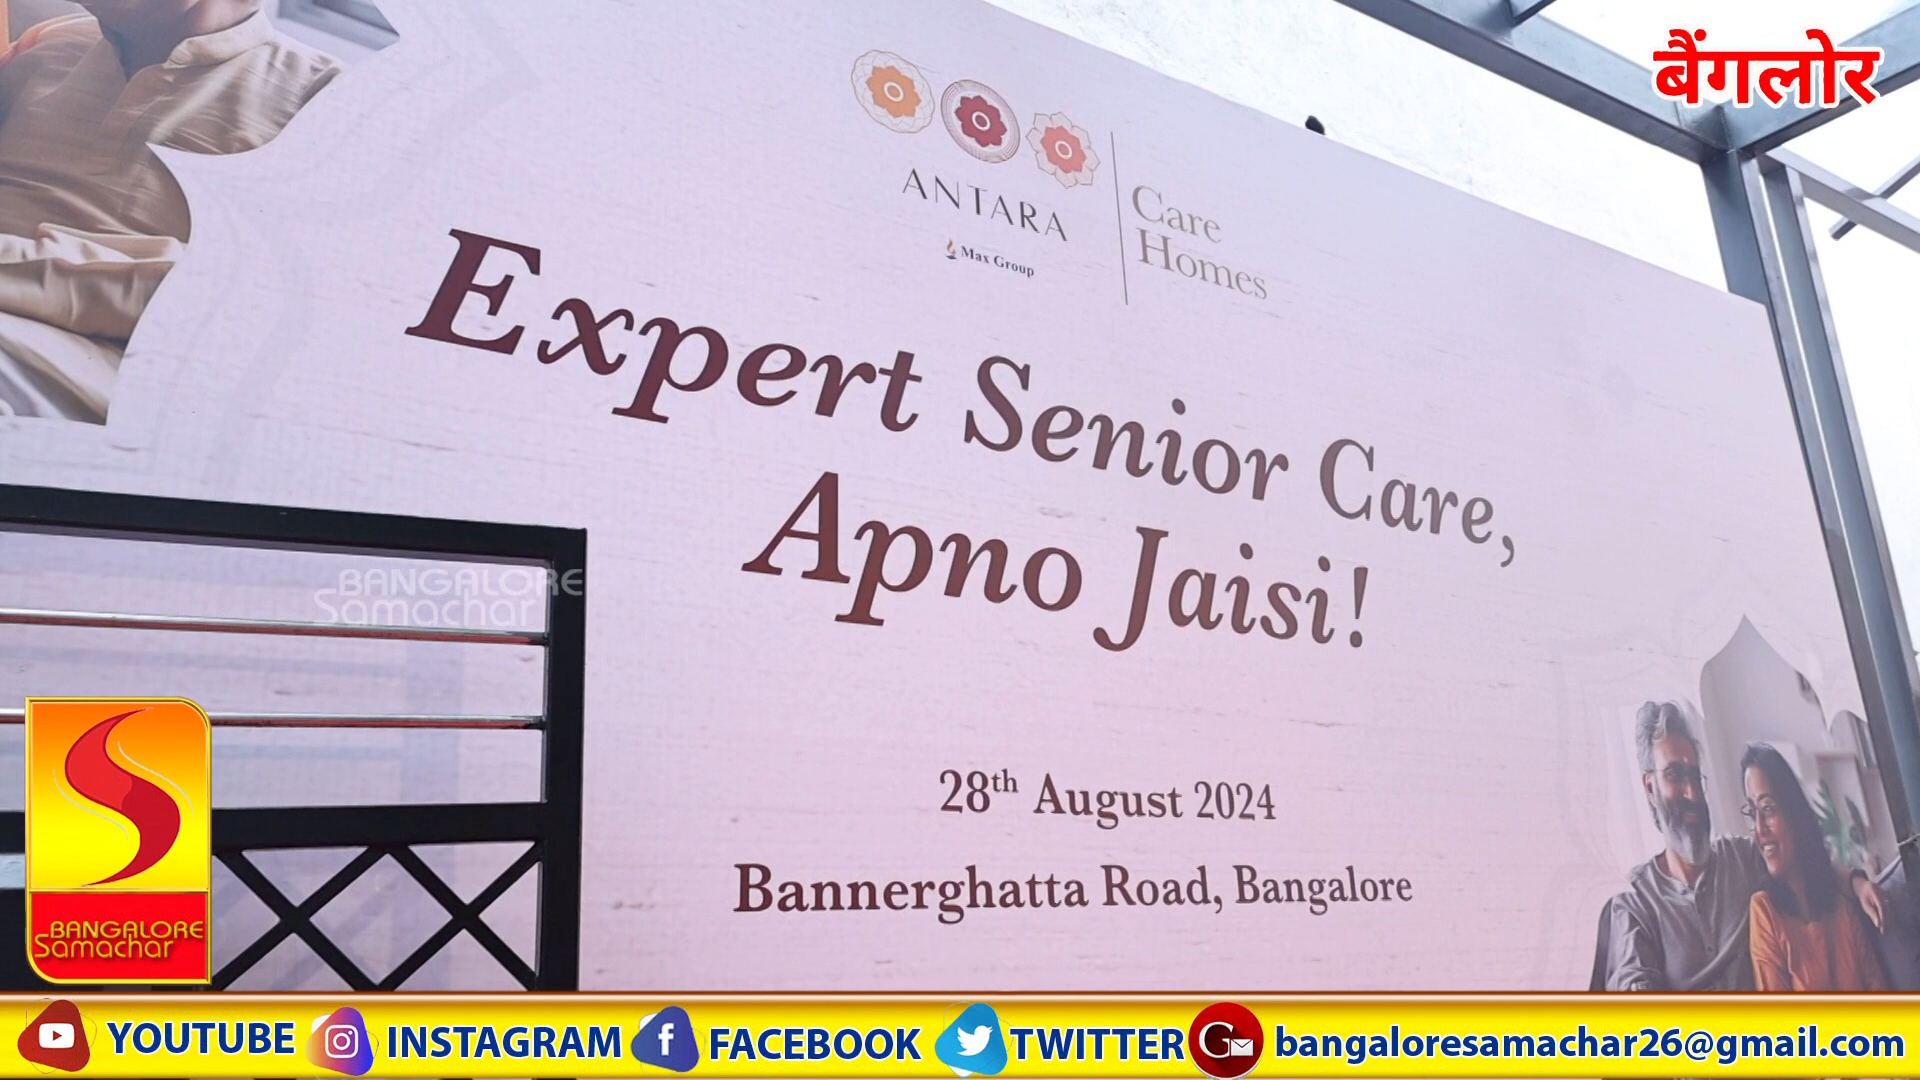 बैंगलोर
ANTARA
Max Group
Care
Homes
Expert Senior Care,
Apno Jaisi!
28th August 2024
Bannerghatta Road, Bangalore
BANGALORE
Samachar
BANGALORE
Samachar
YOUTUBE INSTAGRAM FACEBOOK TWITTER bangaloresamachar26@gmail.com